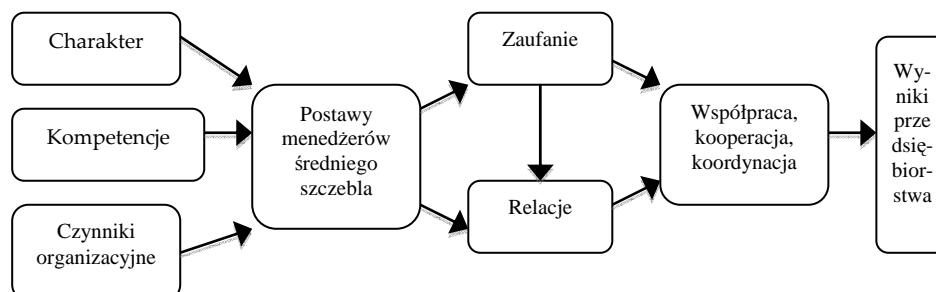 Charakter
Kompetencje
Czynniki
organizacyjne
Postawy
menedżerów
średniego
szczebla
Zaufanie
Relacje
Współpraca,
kooperacja,
koordynacja
Wy-
niki
prze
dsię-
bior-
stwa